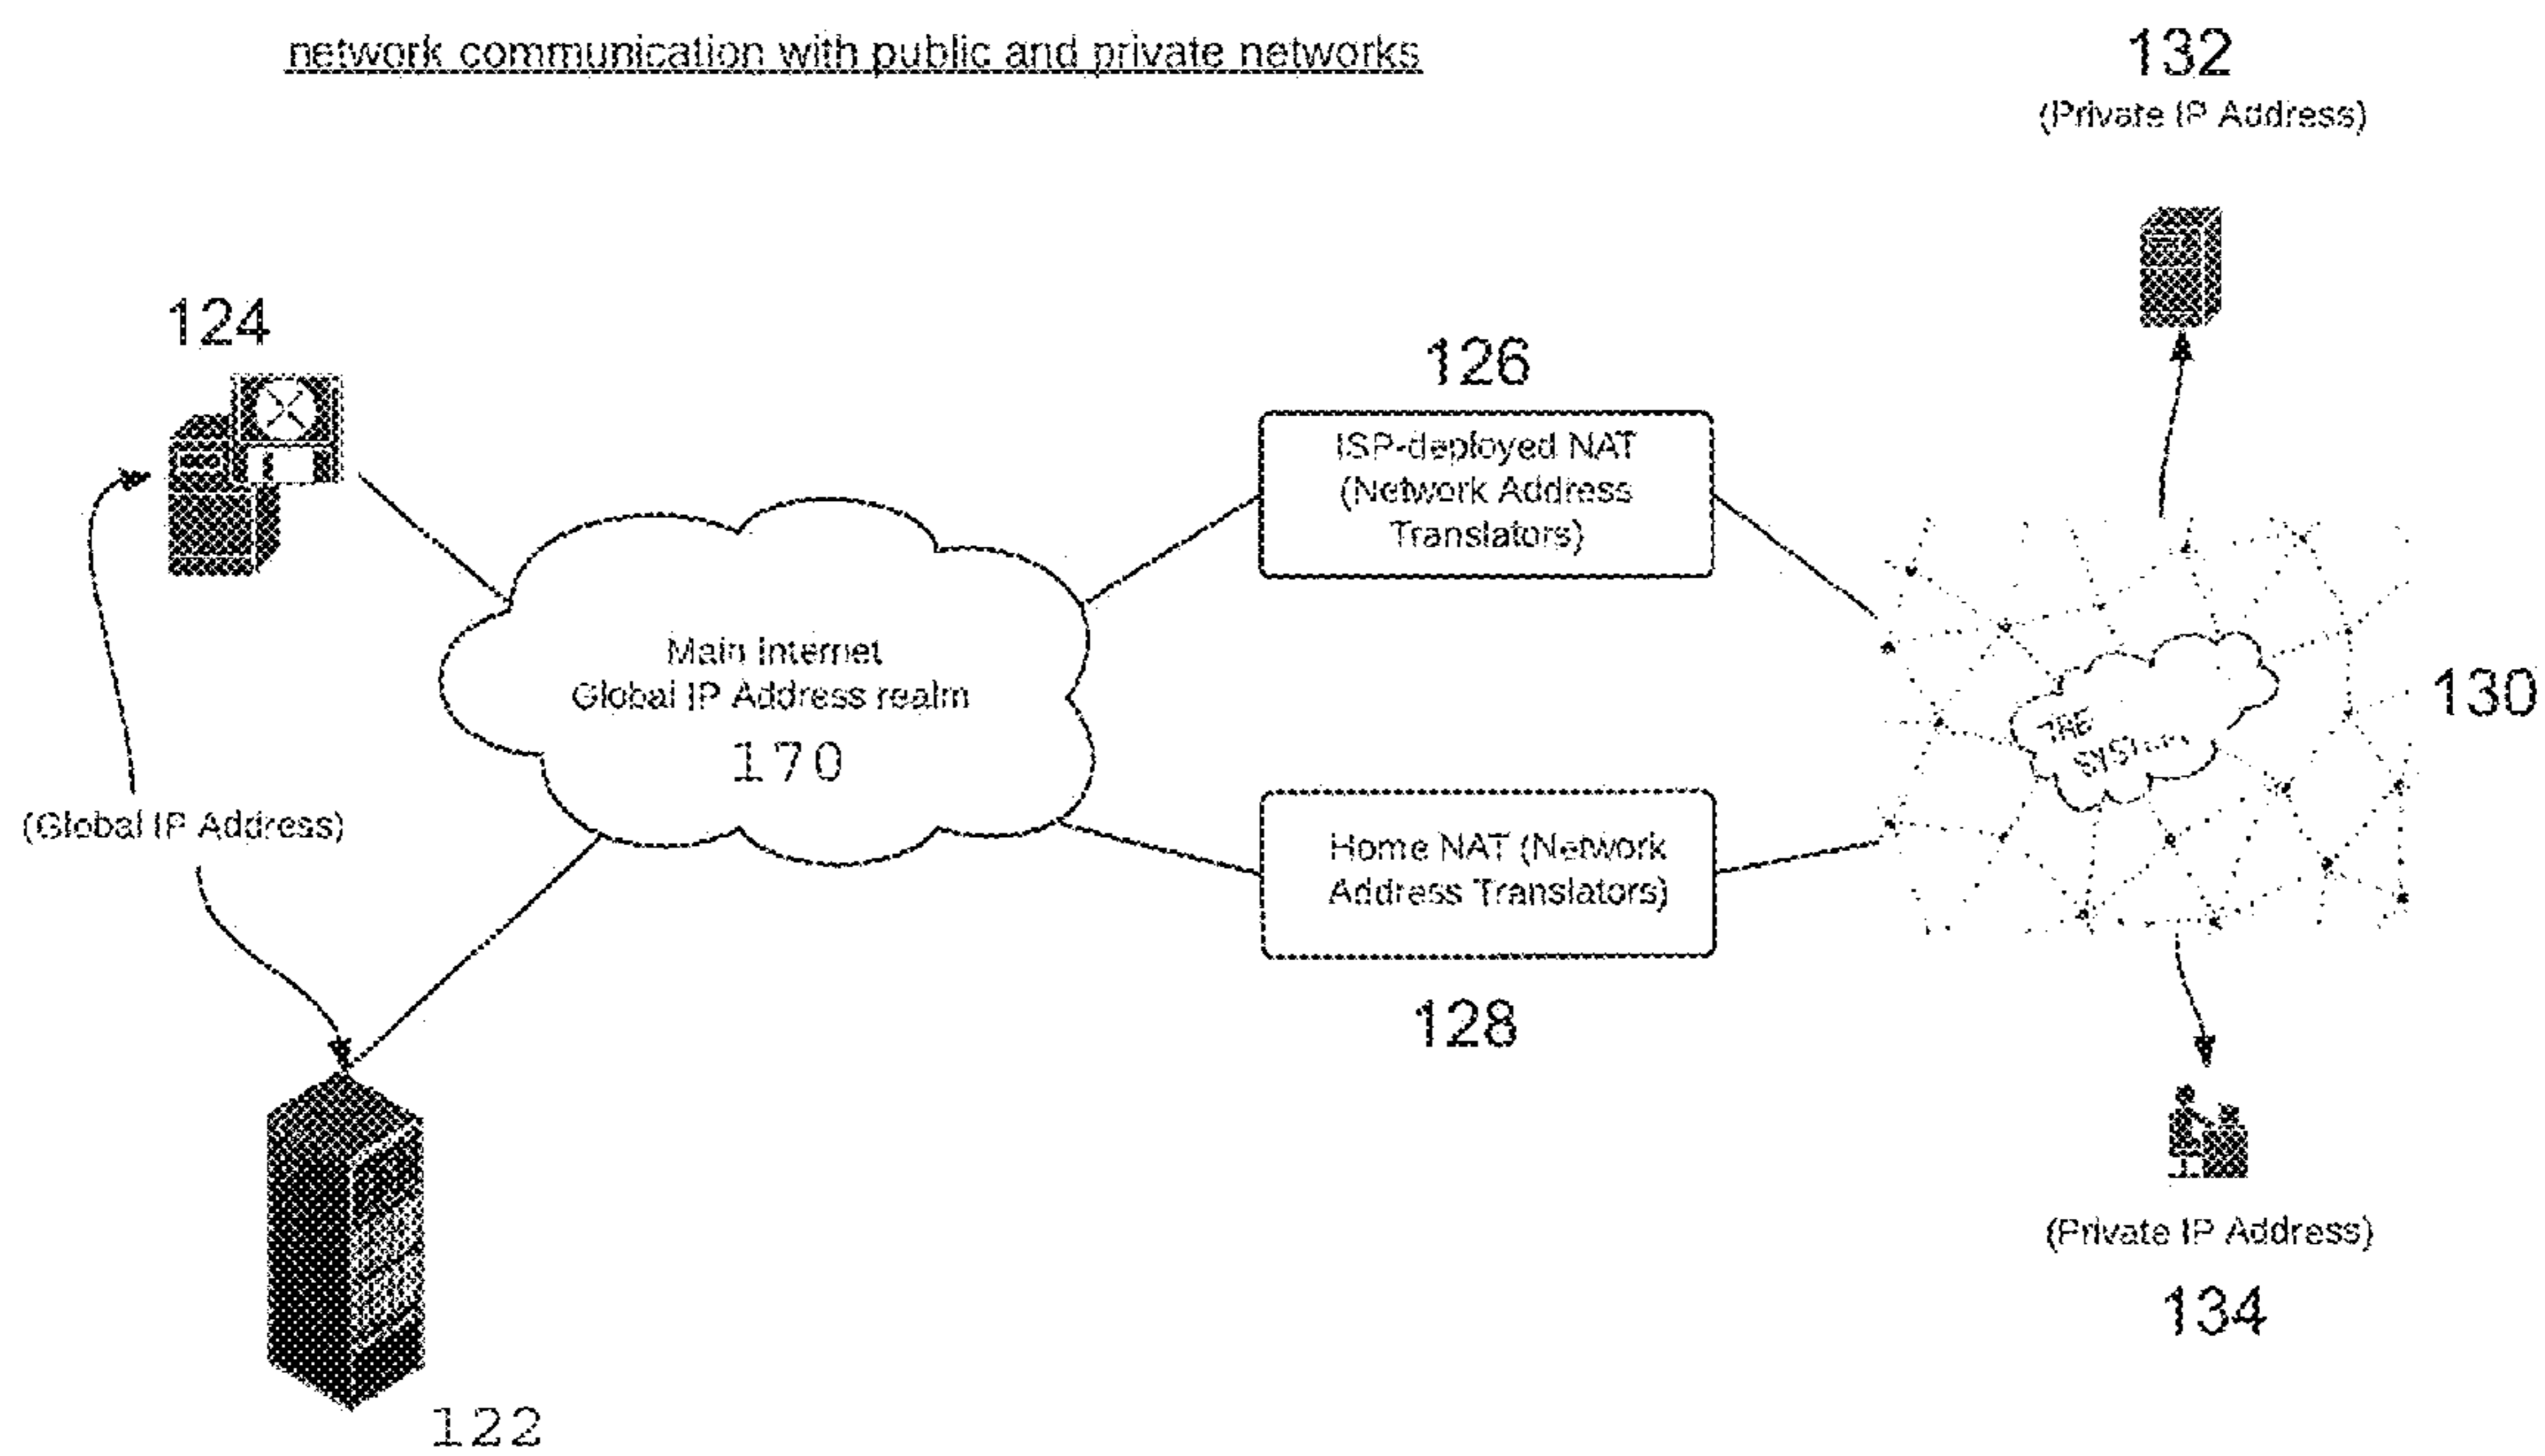 network communication with public and private networks
132
(Private IP Address)
124
126
ISP-deployed NAT
(Network Address
Translators)
Main Internet
Global IP Address realm
170
THE
SYSTEM
130
(Global IP Address)
Home NAT (Network
Address Translators)
128
(Private IP Address)
134
122